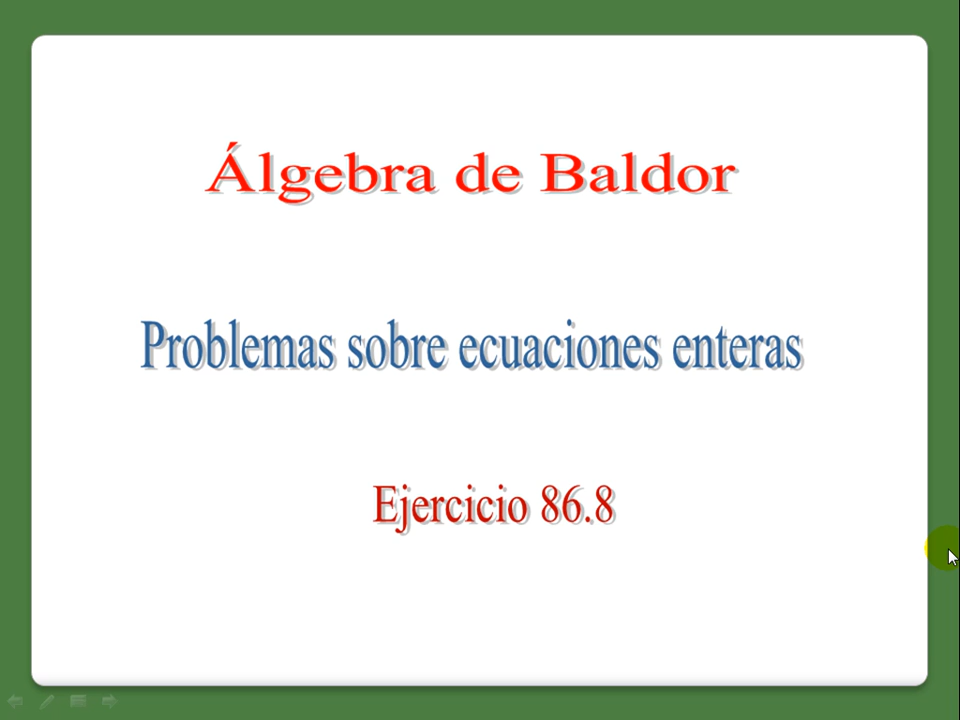 Álgebra de Baldor
Problemas sobre ecuaciones enteras
Ejercicio 86.8